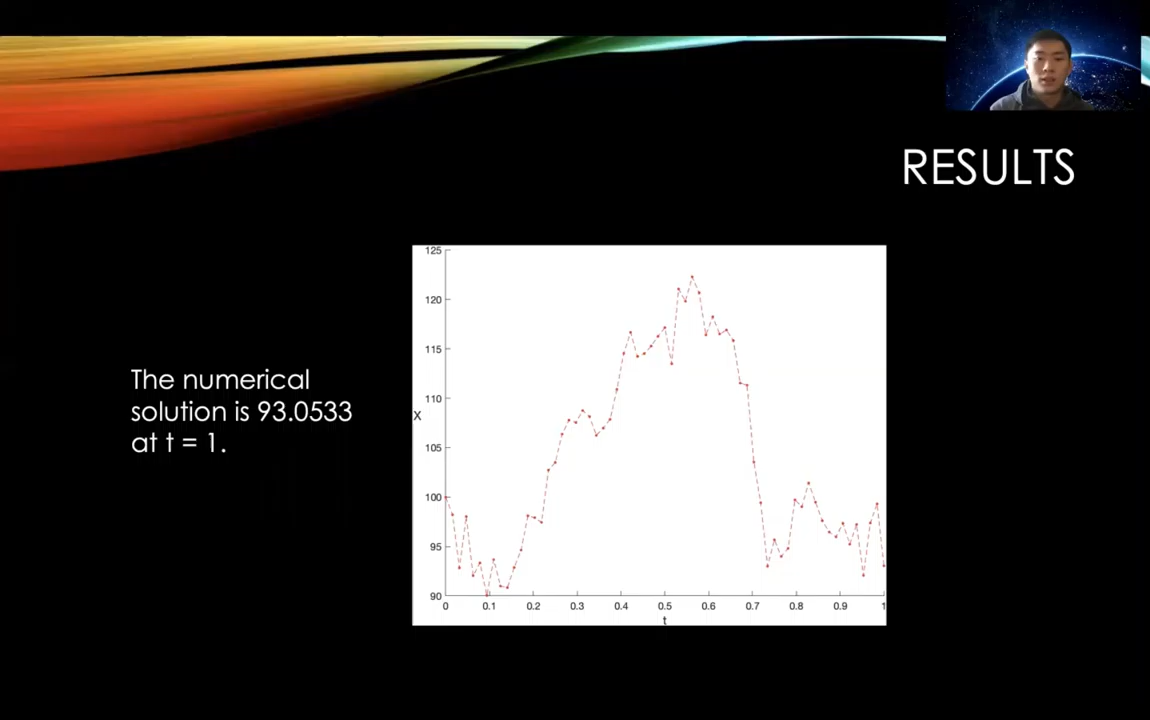 RESULTS
The numerical
solution is 93.0533
at t = 1.
125
120
115
110
x
105
100
95
90
0 0.1 0.2 0.3 0.4 0.5 0.6 0.7 0.8 0.9 1
t